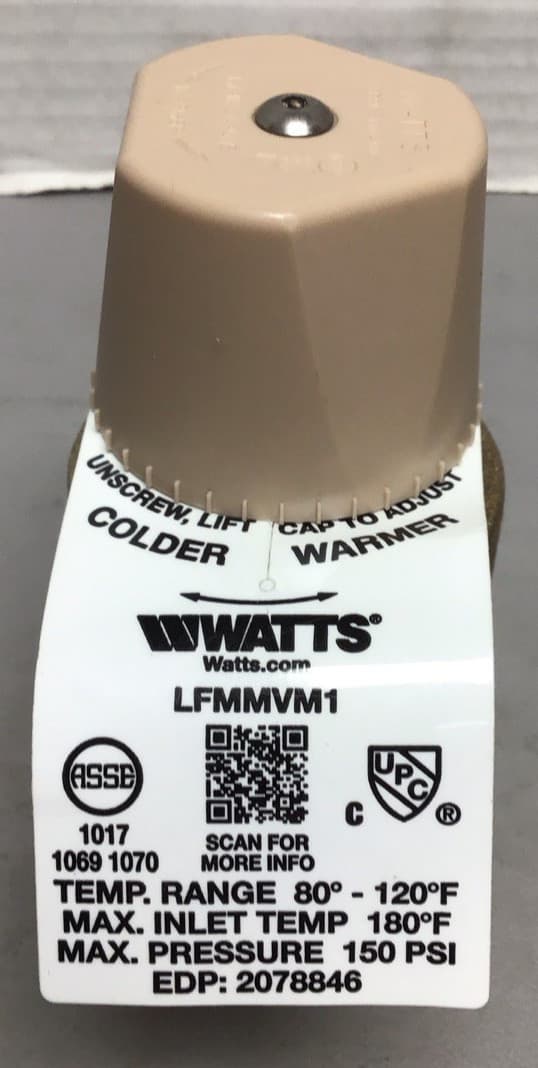 UNSCREW, LIFT CAP TO ADJUST
COLDER WARMER
WATTS®
Watts.com
LFMMVM1
ASSE
1017
1069 1070
SCAN FOR
MORE INFO
C UPC ®
TEMP. RANGE 80° - 120°F
MAX. INLET TEMP 180°F
MAX. PRESSURE 150 PSI
EDP: 2078846